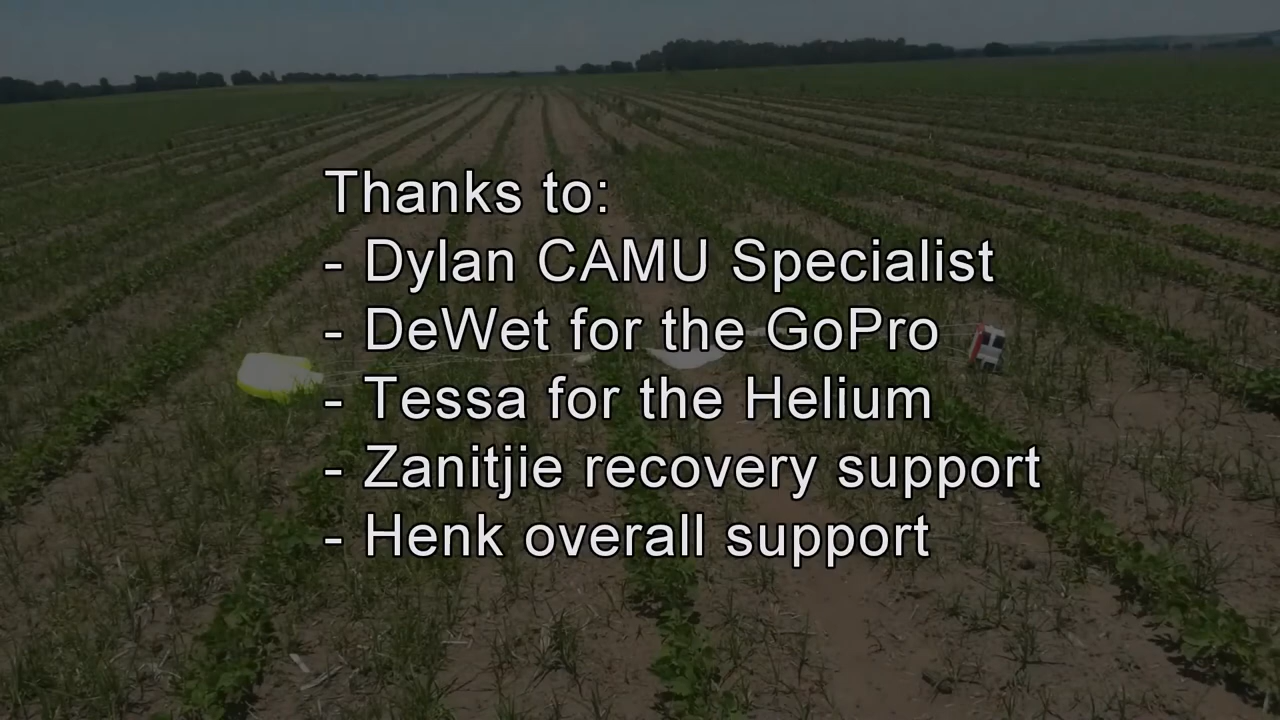 Thanks to:
- Dylan CAMU Specialist
- DeWet for the GoPro
- Tessa for the Helium
- Zanitjie recovery support
- Henk overall support